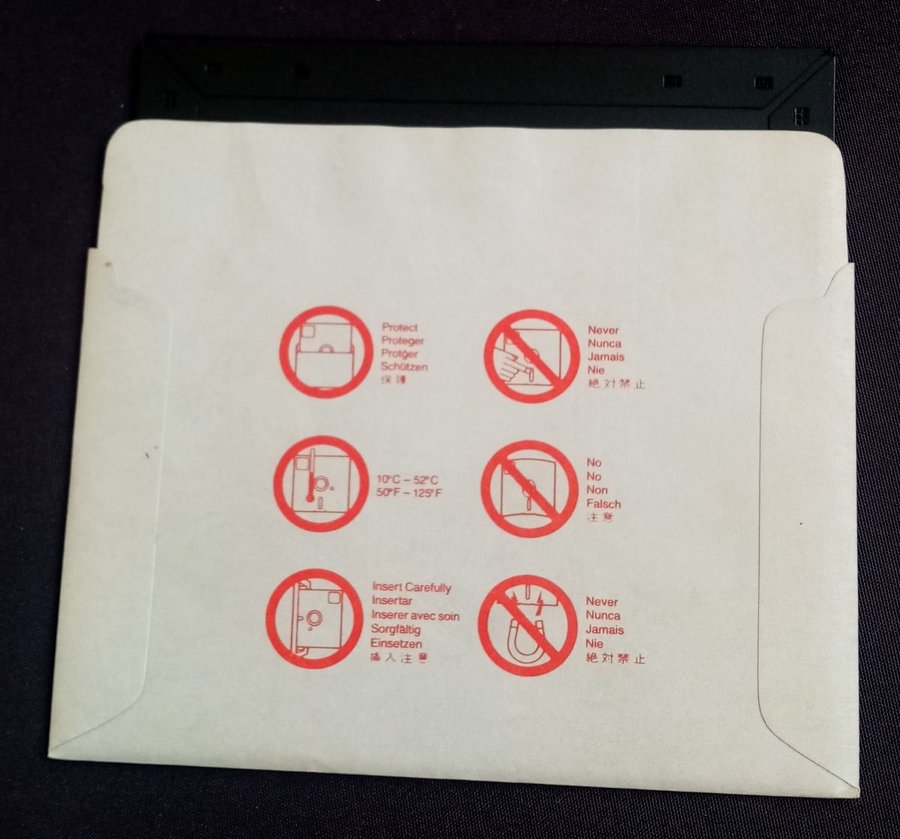 Protect
Proteger
Protger
Schützen
保護
Never
Nunca
Jamais
Nie
絶対禁止
10°C – 52°C
50°F – 125°F
No
No
Non
Falsch
注意
Insert Carefully
Insertar
Inserer avec soin
Sorgfältig
Einsetzen
挿入注意
Never
Nunca
Jamais
Nie
絶対禁止